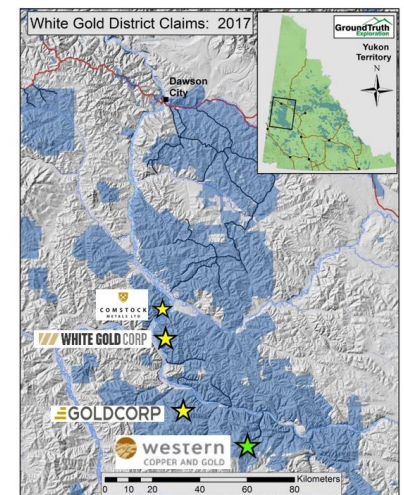 White Gold District Claims: 2017
GroundTruth
Exploration
Yukon
Territory
N
Dawson
City
COMSTOCK
METALS LTD
WHITE GOLD CORP
GOLDCORP
western
COPPER AND GOLD
Kilometers
0 10 20 40 60 80